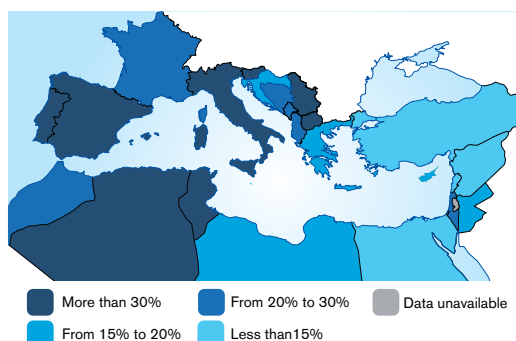 More than 30%
From 20% to 30%
Data unavailable
From 15% to 20%
Less than15%